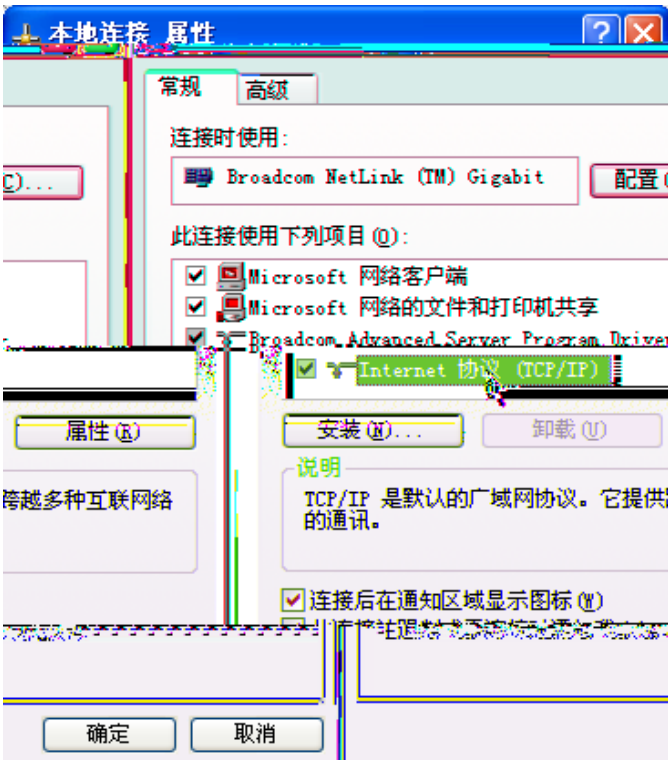 本地连接 属性
常规
高级
连接时使用:
C)...
Broadcom NetLink (TM) Gigabit
配置(
此连接使用下列项目(O):
Microsoft 网络客户端
Microsoft 网络的文件和打印机共享
Broadcom Advanced Server Program Driver
Internet 协议 (TCP/IP)
属性(R)
安装(N)...
卸载(U)
说明
跨越多种互联网络
TCP/IP 是默认的广域网协议。它提供
的通讯。
连接后在通知区域显示图标(W)
确定
取消